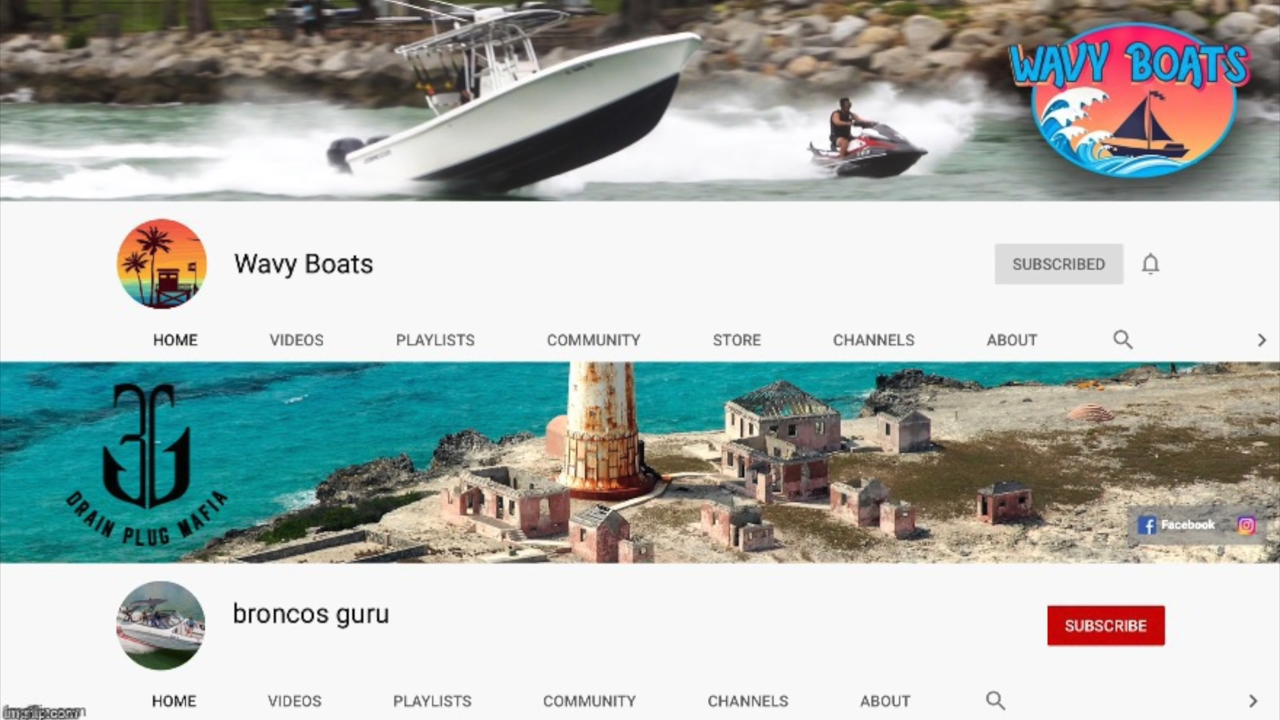 WAVY BOATS
Wavy Boats
SUBSCRIBED
HOME VIDEOS PLAYLISTS COMMUNITY STORE CHANNELS ABOUT
3G
DRAIN PLUG MAFIA
Facebook
broncos guru
SUBSCRIBE
HOME VIDEOS PLAYLISTS COMMUNITY CHANNELS ABOUT
imgflip.com